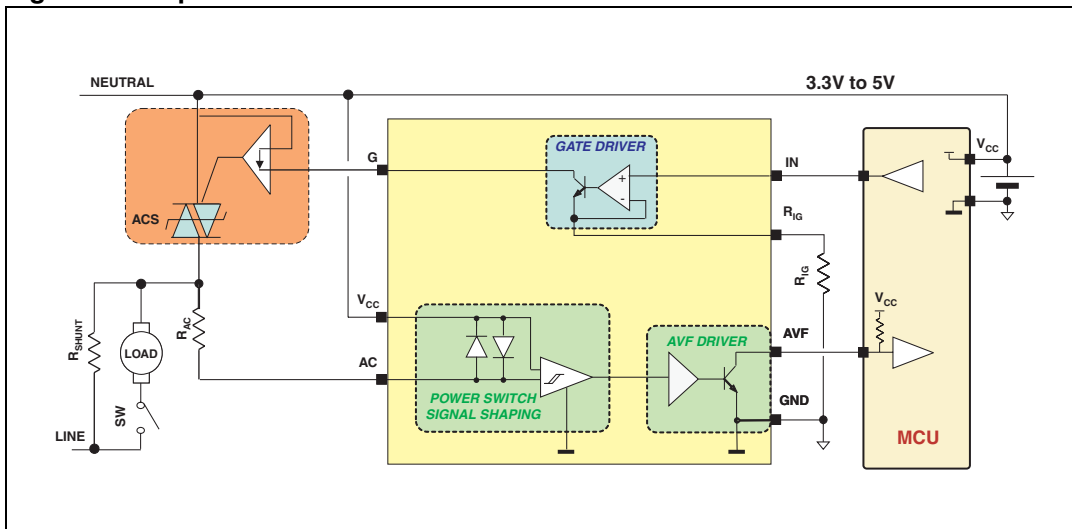 NEUTRAL
3.3V to 5V
GATE DRIVER
G
IN
VCC
ACS
RIG
RIG
VCC
RSHUNT
LOAD
RAC
VCC
AVF DRIVER
AVF
AC
POWER SWITCH
SIGNAL SHAPING
GND
SW
LINE
MCU